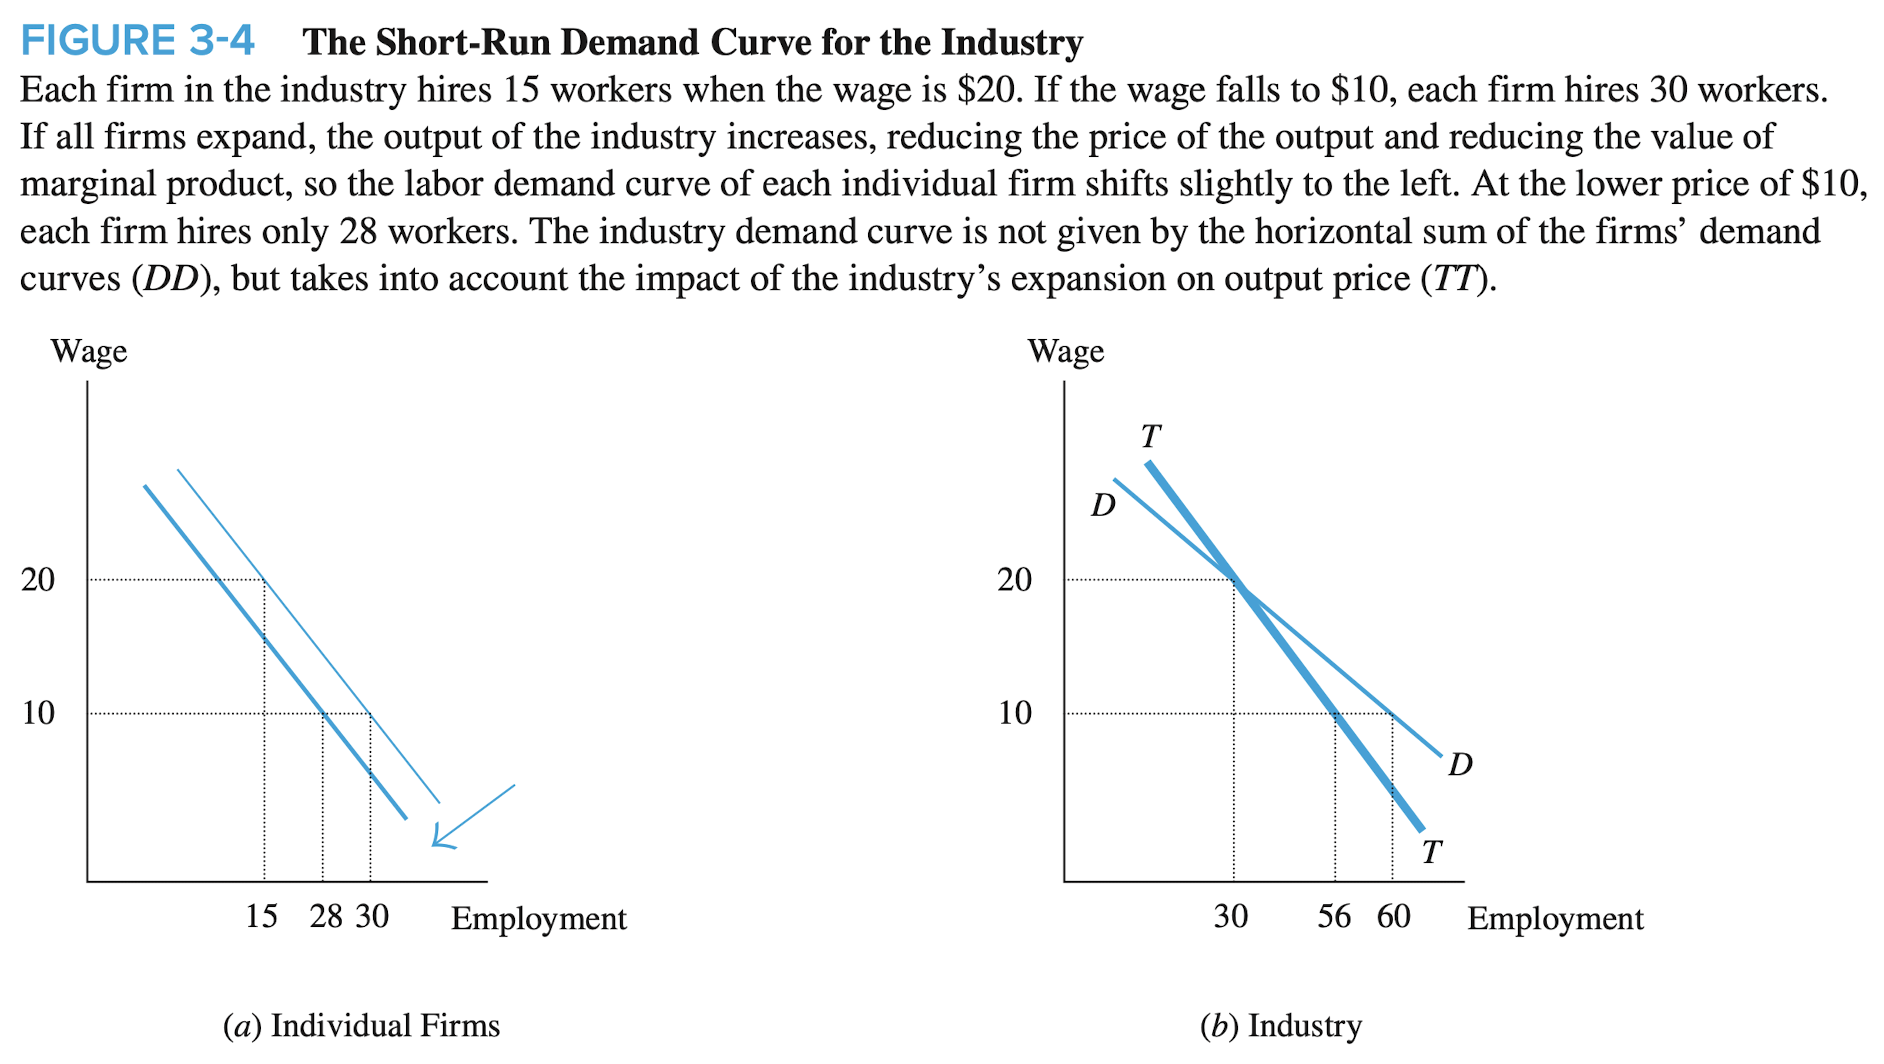 FIGURE 3-4 The Short-Run Demand Curve for the Industry
Each firm in the industry hires 15 workers when the wage is $20. If the wage falls to $10, each firm hires 30 workers.
If all firms expand, the output of the industry increases, reducing the price of the output and reducing the value of
marginal product, so the labor demand curve of each individual firm shifts slightly to the left. At the lower price of $10,
each firm hires only 28 workers. The industry demand curve is not given by the horizontal sum of the firms’ demand
curves (DD), but takes into account the impact of the industry’s expansion on output price (TT).
Wage
20
10
15 28 30 Employment
(a) Individual Firms
Wage
T
D
20
10
D
T
30 56 60 Employment
(b) Industry